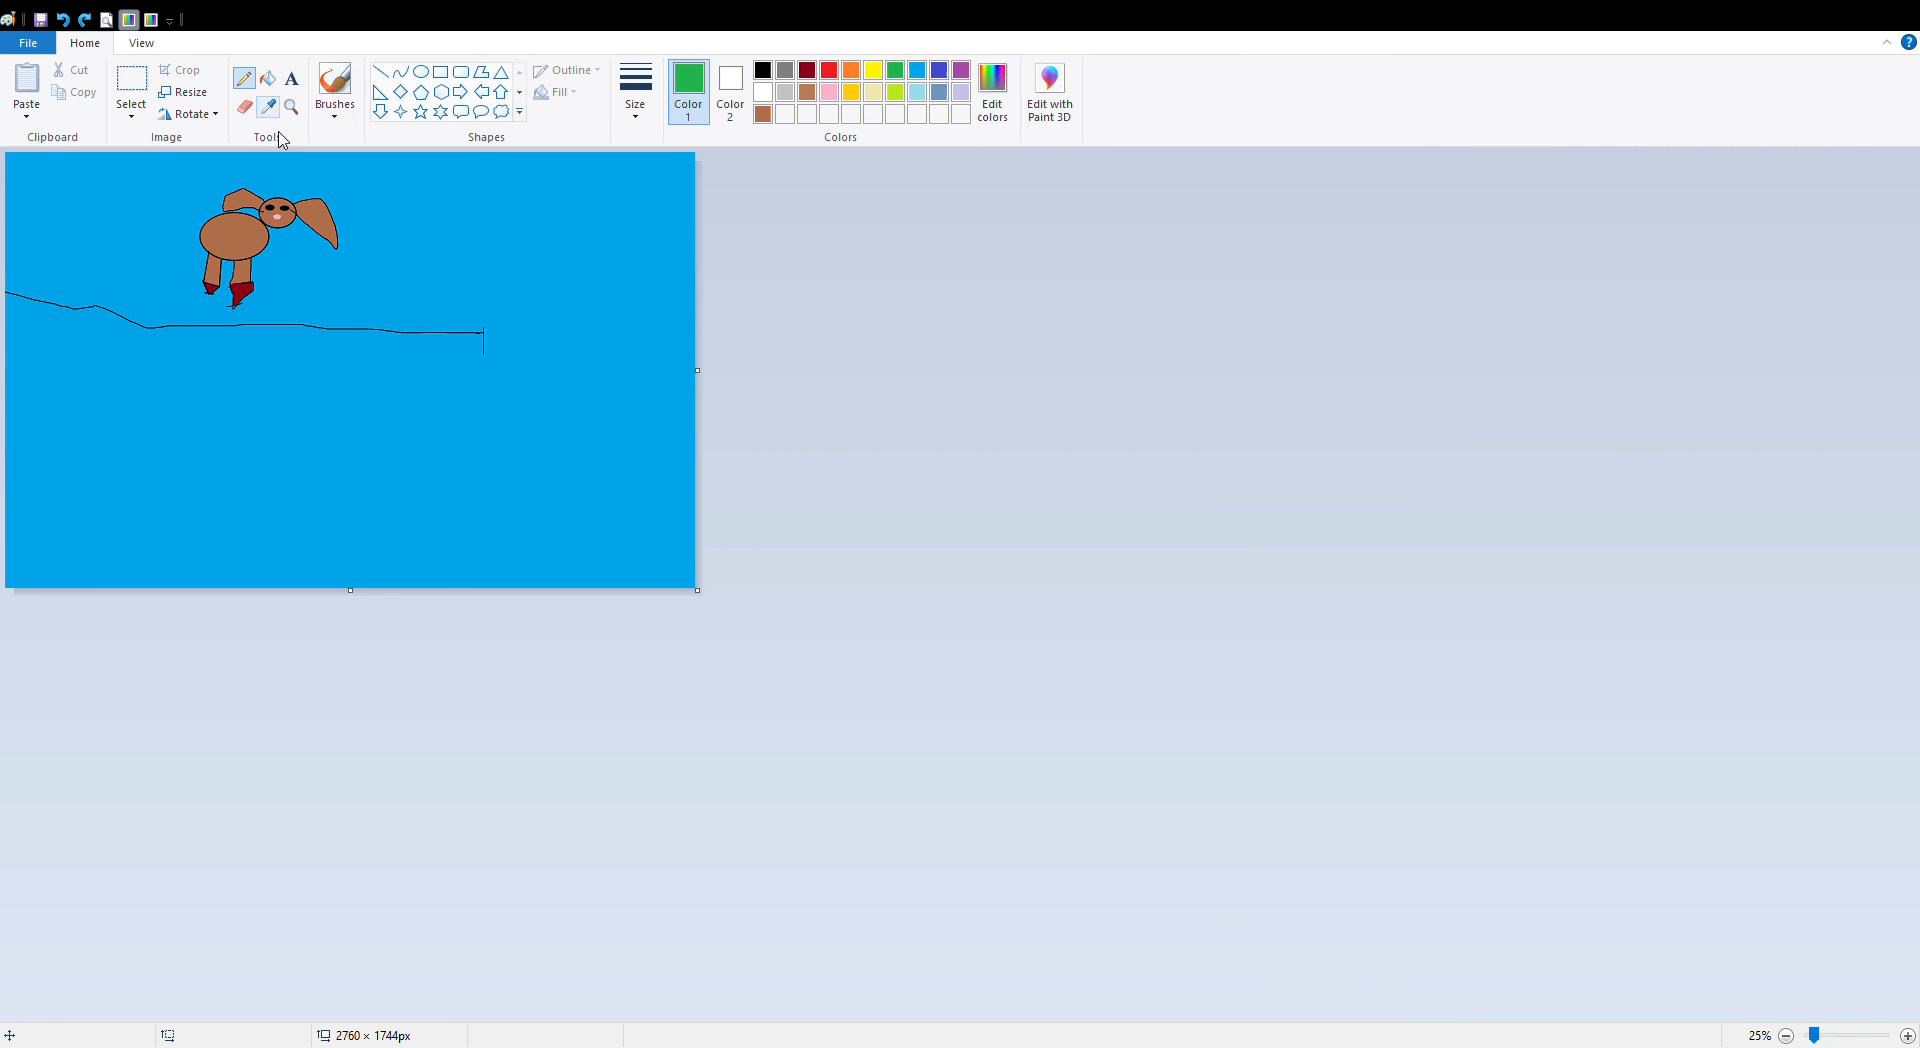 File Home View ?
Paste Cut Copy Clipboard
Select Crop Resize Rotate Image
A Tools
Brushes
Shapes Outline Fill
Size
Color 1 Color 2 Edit colors Colors
Edit with Paint 3D
2760 × 1744px 25%